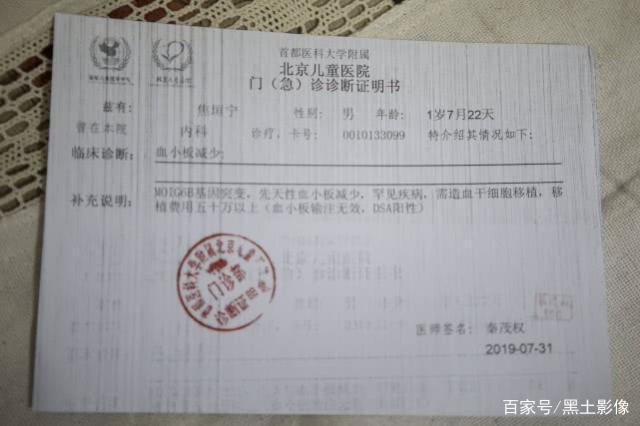 首都医科大学附属
北京儿童医院
门（急）诊诊断证明书
兹有： 焦垣宁 性别： 男 年龄： 1岁7月22天
曾在本院 内科 诊疗，卡号： 0010133099 特介绍其情况如下：
临床诊断： 血小板减少；
补充说明： MOIG6B基因突变，先天性血小板减少，罕见疾病，需造血干细胞移植，移
植费用五十万以上（血小板输注无效，DSA阳性）
门诊部
医师签名： 秦茂权
2019-07-31
百家号/黑土影像